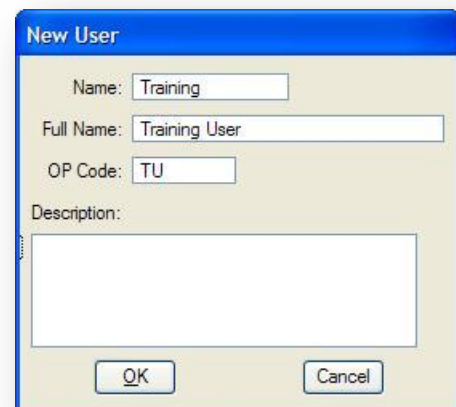 New User
Name: Training
Full Name: Training User
OP Code: TU
Description:
OK Cancel